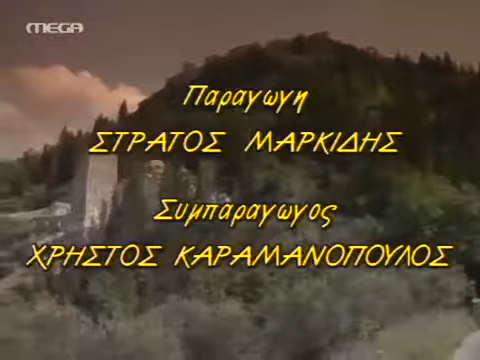 MEGA
Παραγωγη
ΣΤΡΑΤΟΣ ΜΑΡΚΙΔΗΣ
Συμπαραγωγος
ΧΡΗΣΤΟΣ ΚΑΡΑΜΑΝΟΠΟΥΛΟΣ